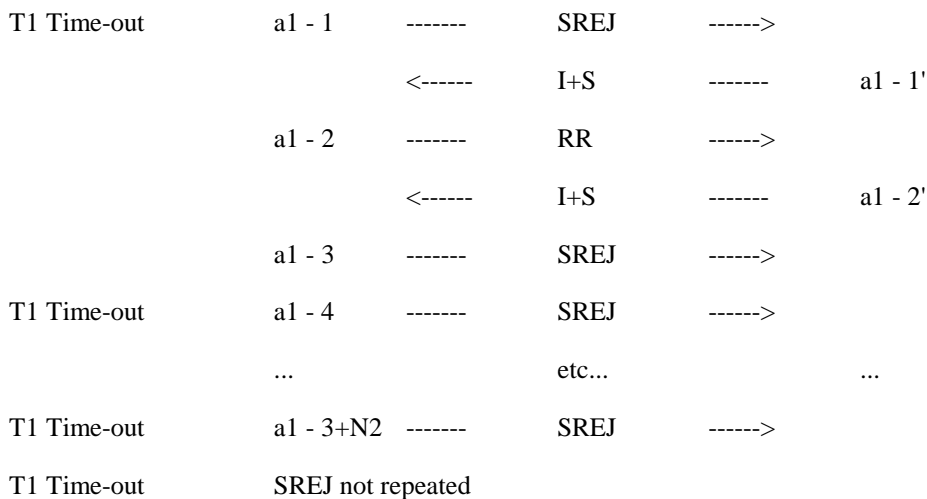 T1 Time-out a1 - 1 ------- SREJ ------>
<------ I+S ------- a1 - 1'
a1 - 2 ------- RR ------>
<------ I+S ------- a1 - 2'
a1 - 3 ------- SREJ ------>
T1 Time-out a1 - 4 ------- SREJ ------>
... etc... ...
T1 Time-out a1 - 3+N2 ------- SREJ ------>
T1 Time-out SREJ not repeated